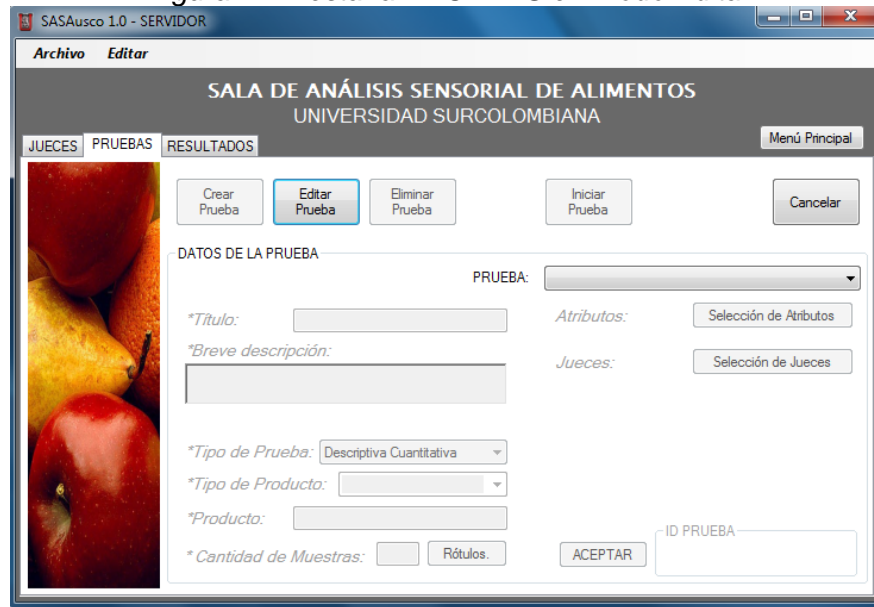 SASAusco 1.0 - SERVIDOR
Archivo Editar
SALA DE ANÁLISIS SENSORIAL DE ALIMENTOS
UNIVERSIDAD SURCOLOMBIANA
Menú Principal
JUECES PRUEBAS RESULTADOS
Crear Prueba
Editar Prueba
Eliminar Prueba
Iniciar Prueba
Cancelar
DATOS DE LA PRUEBA
PRUEBA:
*Título:
Atributos: Selección de Atributos
*Breve descripción:
Jueces: Selección de Jueces
*Tipo de Prueba: Descriptiva Cuantitativa
*Tipo de Producto:
*Producto:
ID PRUEBA
* Cantidad de Muestras: Rótulos. ACEPTAR